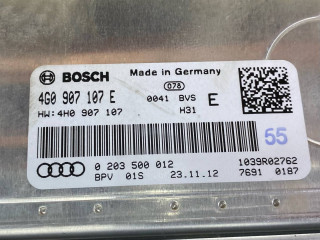 BOSCH Made in Germany
078
4G0 907 107 E 0041 BVS E
HW:4H0 907 107 H31
55
0 203 500 012 1039R02762
BPV 01S 23.11.12 7691 0187